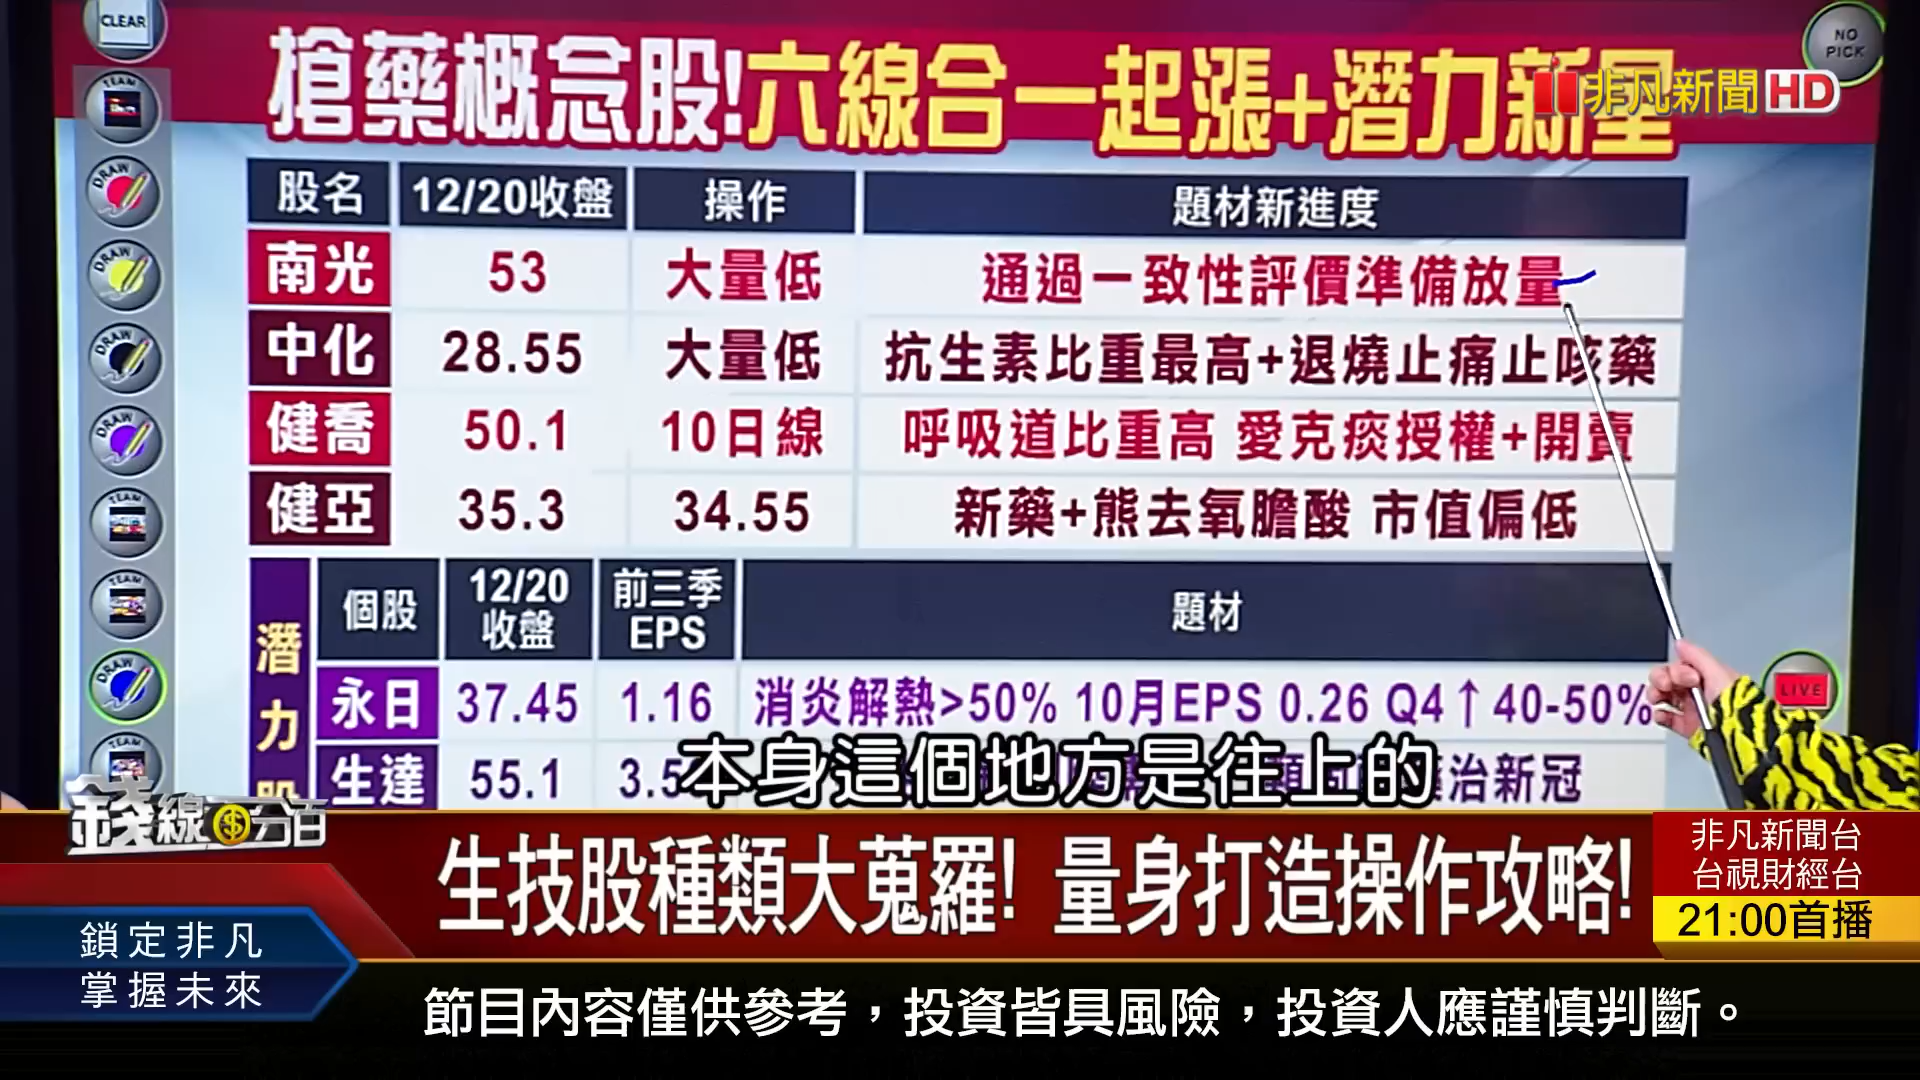 CLEAR
搶藥概念股!六線合一起漲+潛力新星
NO PICK
非凡新聞HD
TEAM
DRAW
DRAW
DRAW
DRAW
TEAM
TEAM
DRAW
TEAM
股名 12/20收盤 操作 題材新進度
南光 53 大量低 通過一致性評價準備放量
中化 28.55 大量低 抗生素比重最高+退燒止痛止咳藥
健喬 50.1 10日線 呼吸道比重高 愛克痰授權+開賣
健亞 35.3 34.55 新藥+熊去氧膽酸 市值偏低
潛力股
個股 12/20收盤 前三季EPS 題材
永日 37.45 1.16 消炎解熱>50% 10月EPS 0.26 Q4↑40-50%
LIVE
生達 55.1 3.5 治新冠
本身這個地方是往上的
錢線百分百
生技股種類大蒐羅! 量身打造操作攻略!
非凡新聞台
台視財經台
21:00首播
鎖定非凡
掌握未來
節目內容僅供參考，投資皆具風險，投資人應謹慎判斷。